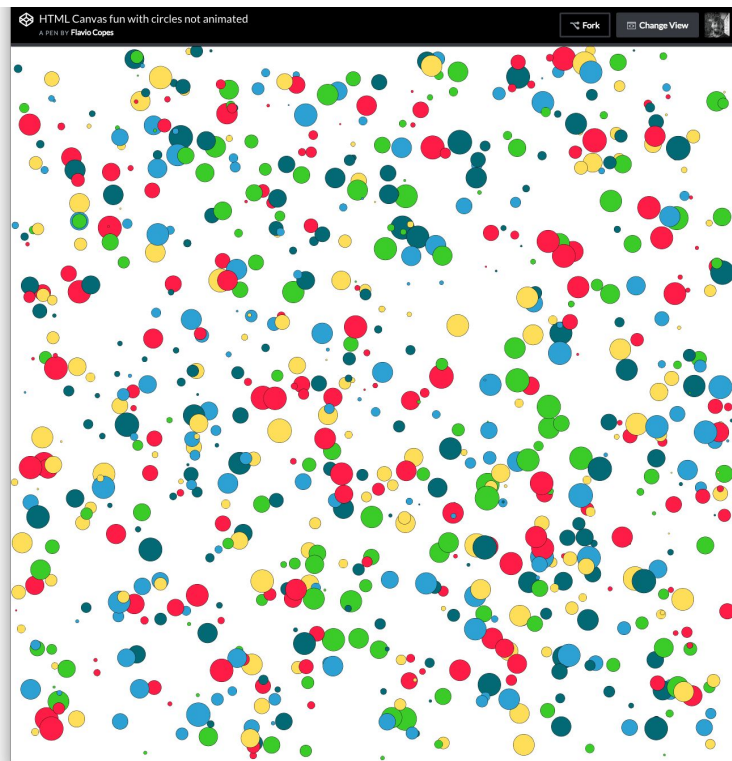 HTML Canvas fun with circles not animated
A PEN BY Flavio Copes
Fork
Change View